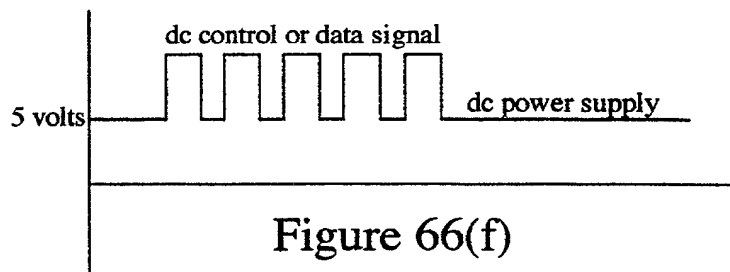 dc control or data signal
5 volts
dc power supply
Figure 66(f)